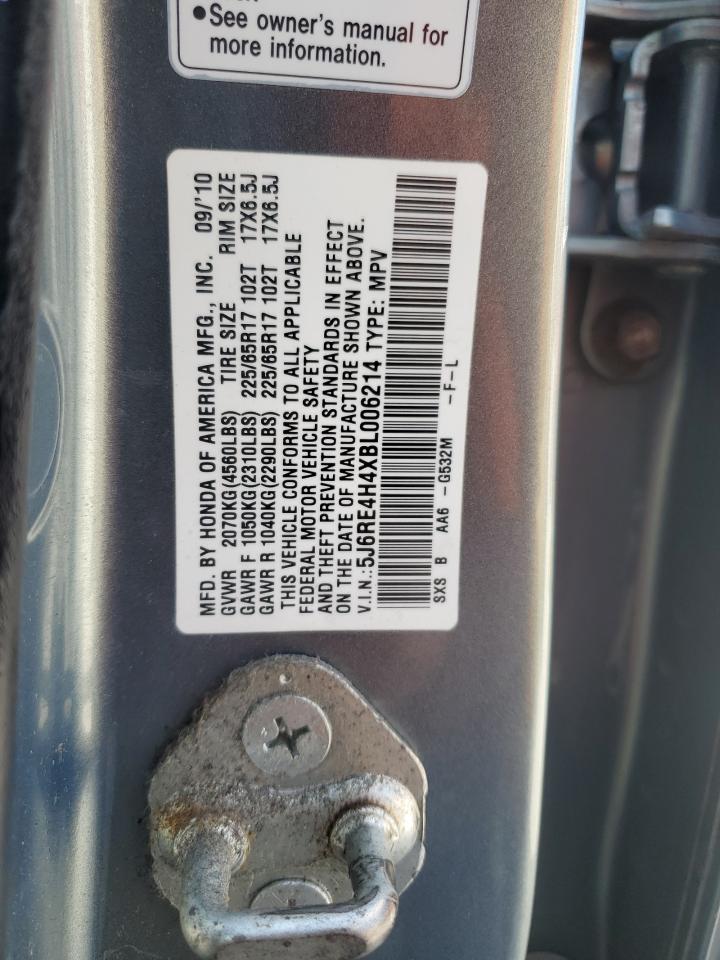 •See owner's manual for
more information.
MFD. BY HONDA OF AMERICA MFG., INC. 09/'10
GVWR 2070KG(4560LBS) TIRE SIZE RIM SIZE
GAWR F 1050KG(2310LBS) 225/65R17 102T 17X6.5J
GAWR R 1040KG(2290LBS) 225/65R17 102T 17X6.5J
THIS VEHICLE CONFORMS TO ALL APPLICABLE
FEDERAL MOTOR VEHICLE SAFETY
AND THEFT PREVENTION STANDARDS IN EFFECT
ON THE DATE OF MANUFACTURE SHOWN ABOVE.
V.I.N.:5J6RE4H4XBL006214 TYPE: MPV
SXS B AA6 -G532M -F-L